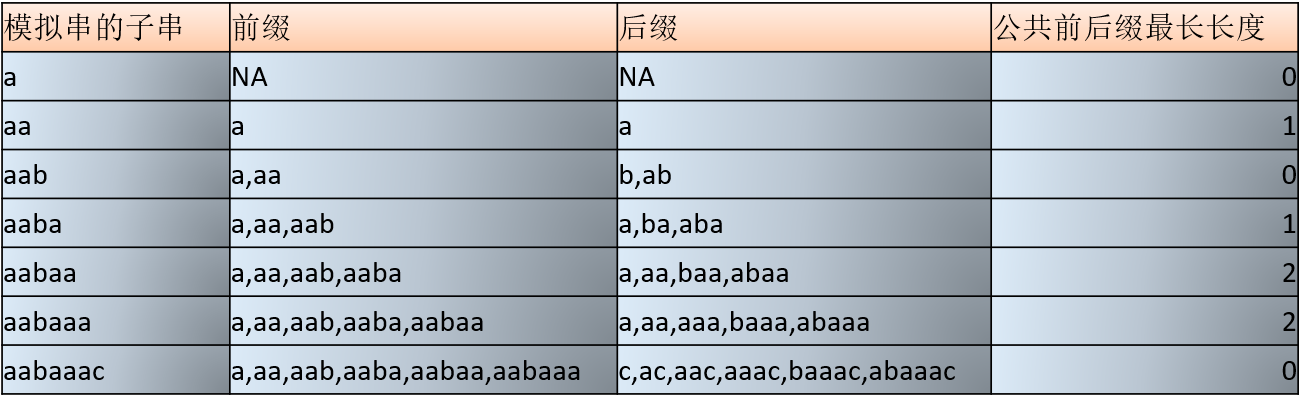 模拟串的子串 前缀 后缀 公共前后缀最长长度
a NA NA 0
aa a a 1
aab a,aa b,ab 0
aaba a,aa,aab a,ba,aba 1
aabaa a,aa,aab,aaba a,aa,baa,abaa 2
aabaaa a,aa,aab,aaba,aabaa a,aa,aaa,baaa,abaaa 2
aabaaac a,aa,aab,aaba,aabaa,aabaaa c,ac,aac,aaac,baaac,abaaac 0